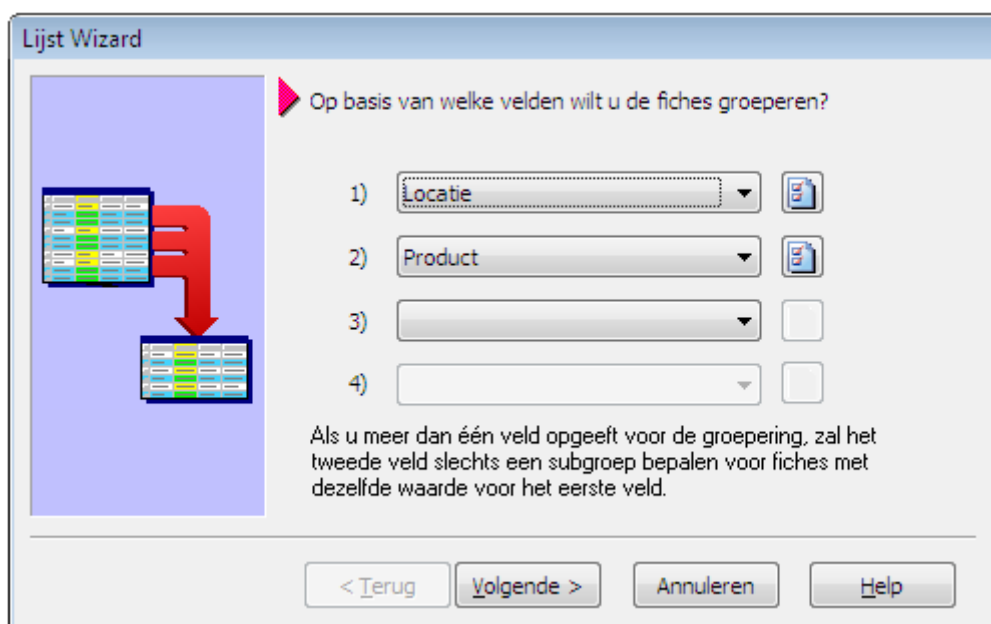 Lijst Wizard
Op basis van welke velden wilt u de fiches groeperen?
1) Locatie
2) Product
3)
4)
Als u meer dan één veld opgeeft voor de groepering, zal het
tweede veld slechts een subgroep bepalen voor fiches met
dezelfde waarde voor het eerste veld.
< Terug Volgende > Annuleren Help